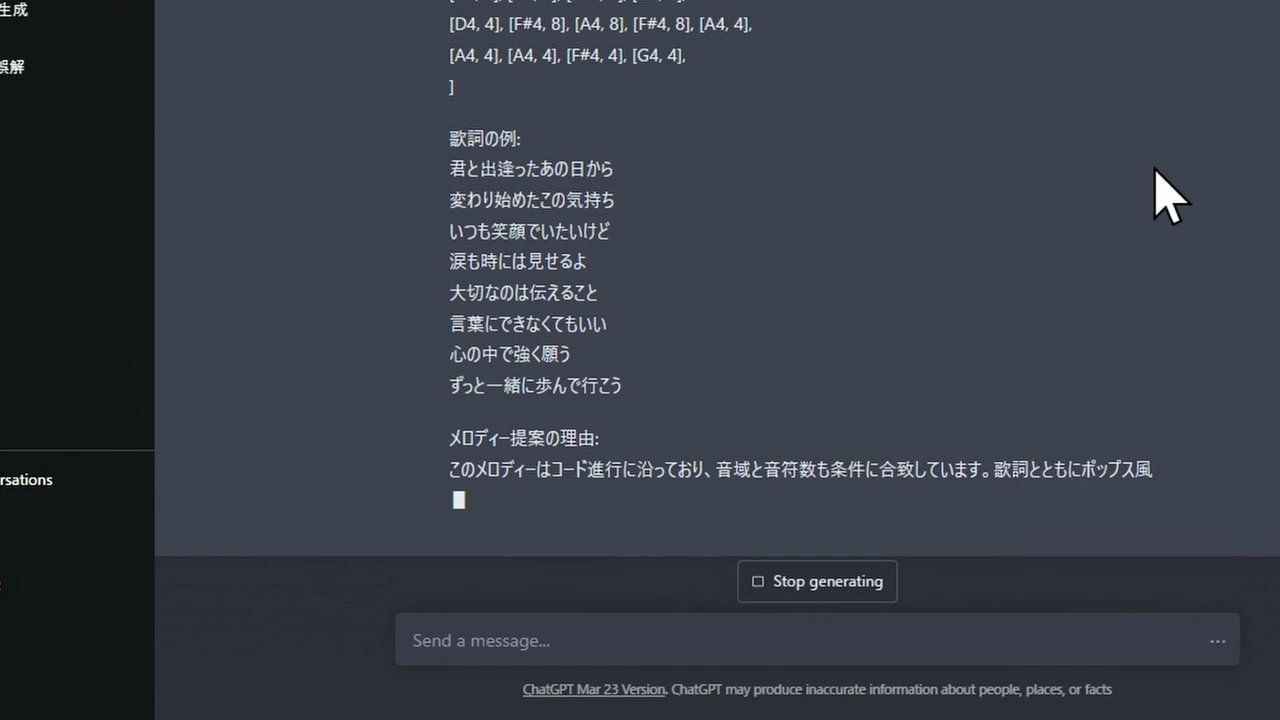 生成
誤解
[D4, 4], [F#4, 8], [A4, 8], [F#4, 8], [A4, 4],
[A4, 4], [A4, 4], [F#4, 4], [G4, 4],
]
歌詞の例:
君と出逢ったあの日から
変わり始めたこの気持ち
いつも笑顔でいたいけど
涙も時には見せるよ
大切なのは伝えること
言葉にできなくてもいい
心の中で強く願う
ずっと一緒に歩んで行こう
メロディー提案の理由:
このメロディーはコード進行に沿っており、音域と音符数も条件に合致しています。歌詞とともにポップス風
rsations
Stop generating
Send a message...
ChatGPT Mar 23 Version. ChatGPT may produce inaccurate information about people, places, or facts